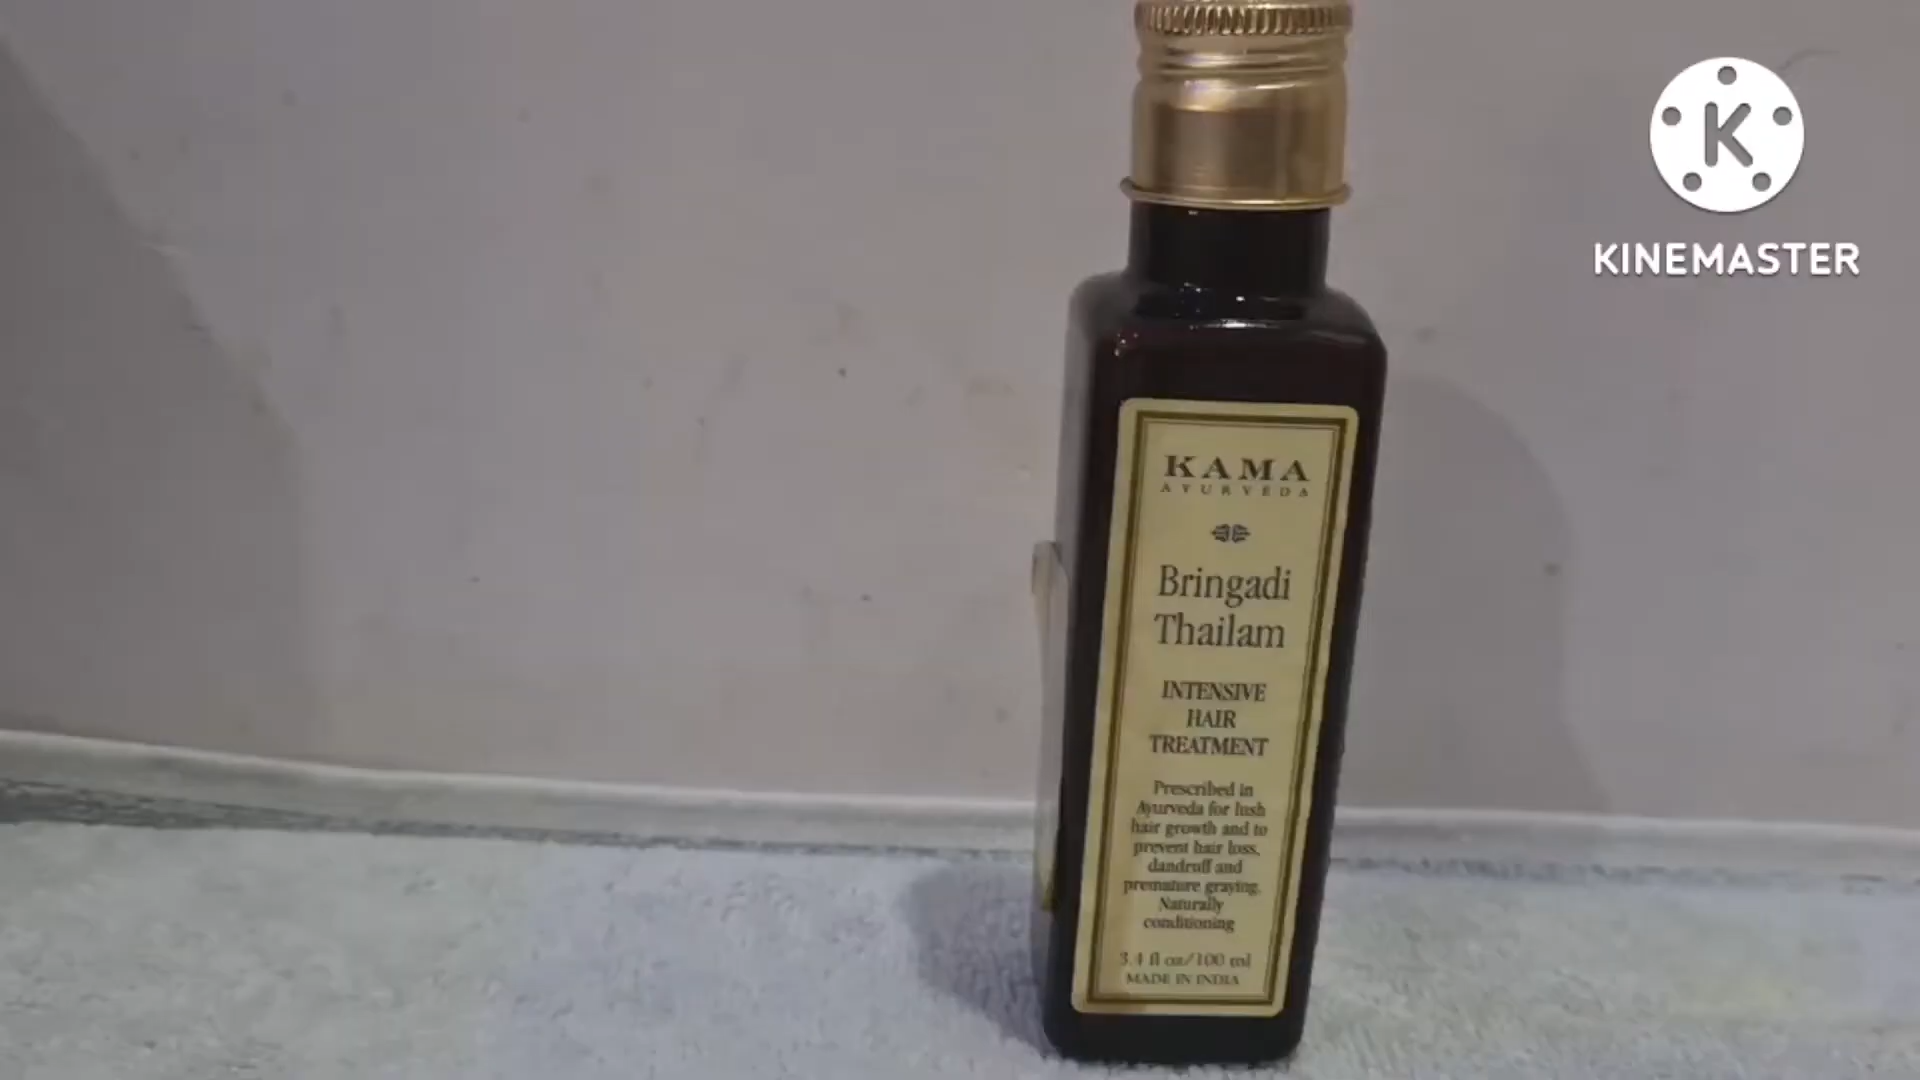 K
KINEMASTER
KAMA
AYURVEDA
Bringadi
Thailam
INTENSIVE
HAIR
TREATMENT
Prescribed in
Ayurveda for lush
hair growth and to
prevent hair loss,
dandruff and
premature graying.
Naturally
conditioning
3.4 fl oz/100 ml
MADE IN INDIA